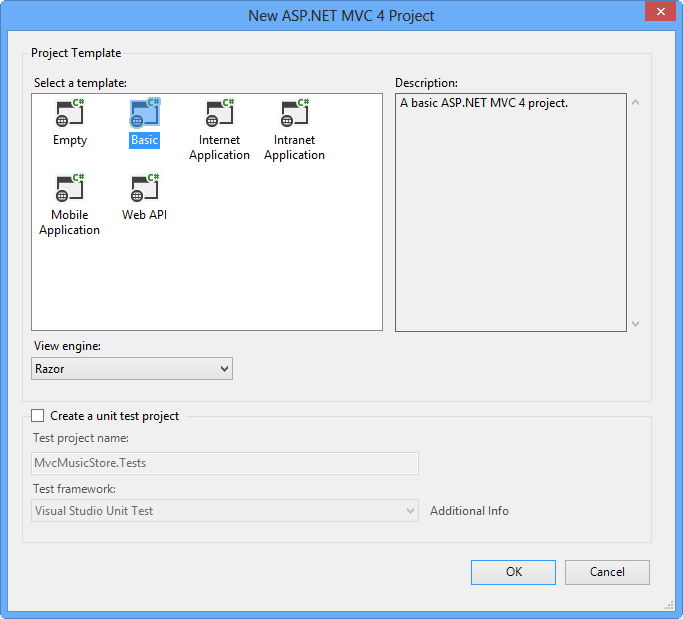 New ASP.NET MVC 4 Project
Project Template
Select a template:
Description:
C# C# C# C#
Empty Basic Internet Application Intranet Application
C# C#
Mobile Application Web API
A basic ASP.NET MVC 4 project.
View engine:
Razor
Create a unit test project
Test project name:
MvcMusicStore.Tests
Test framework:
Visual Studio Unit Test
Additional Info
OK Cancel